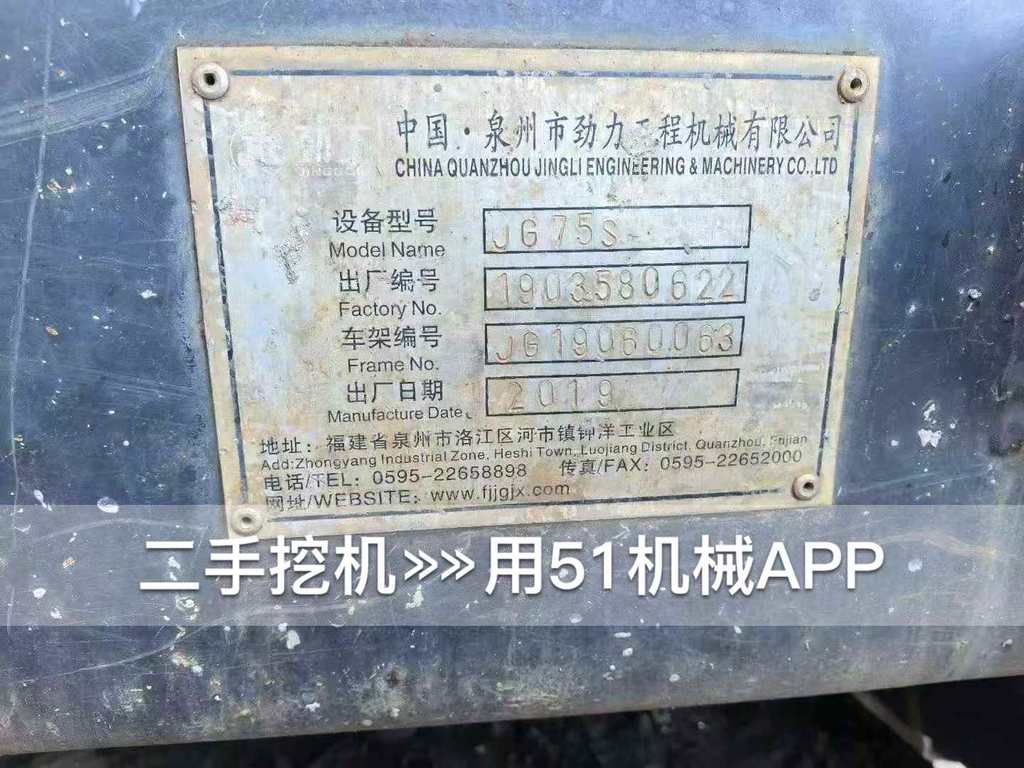 中国·泉州市劲力工程机械有限公司
CHINA QUANZHOU JINGLI ENGINEERING & MACHINERY CO.,LTD
设备型号 JG75S
Model Name
出厂编号 1903580622
Factory No.
车架编号 JG19060063
Frame No.
出厂日期 2019
Manufacture Date
地址：福建省泉州市洛江区河市镇钟洋工业区
Add:Zhongyang Industrial Zone, Heshi Town, Luojiang District, Quanzhou, Fujian
电话/TEL：0595-22658898 传真/FAX：0595-22652000
网址/WEBSITE：www.fjjgjx.com
二手挖机»»用51机械APP